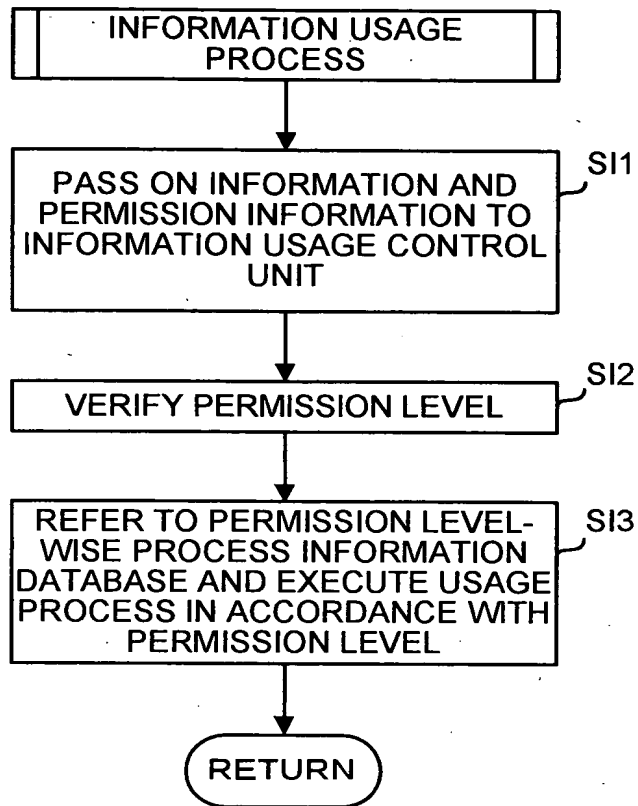 INFORMATION USAGE
PROCESS
SI1
PASS ON INFORMATION AND
PERMISSION INFORMATION TO
INFORMATION USAGE CONTROL
UNIT
SI2
VERIFY PERMISSION LEVEL
SI3
REFER TO PERMISSION LEVEL-
WISE PROCESS INFORMATION
DATABASE AND EXECUTE USAGE
PROCESS IN ACCORDANCE WITH
PERMISSION LEVEL
RETURN